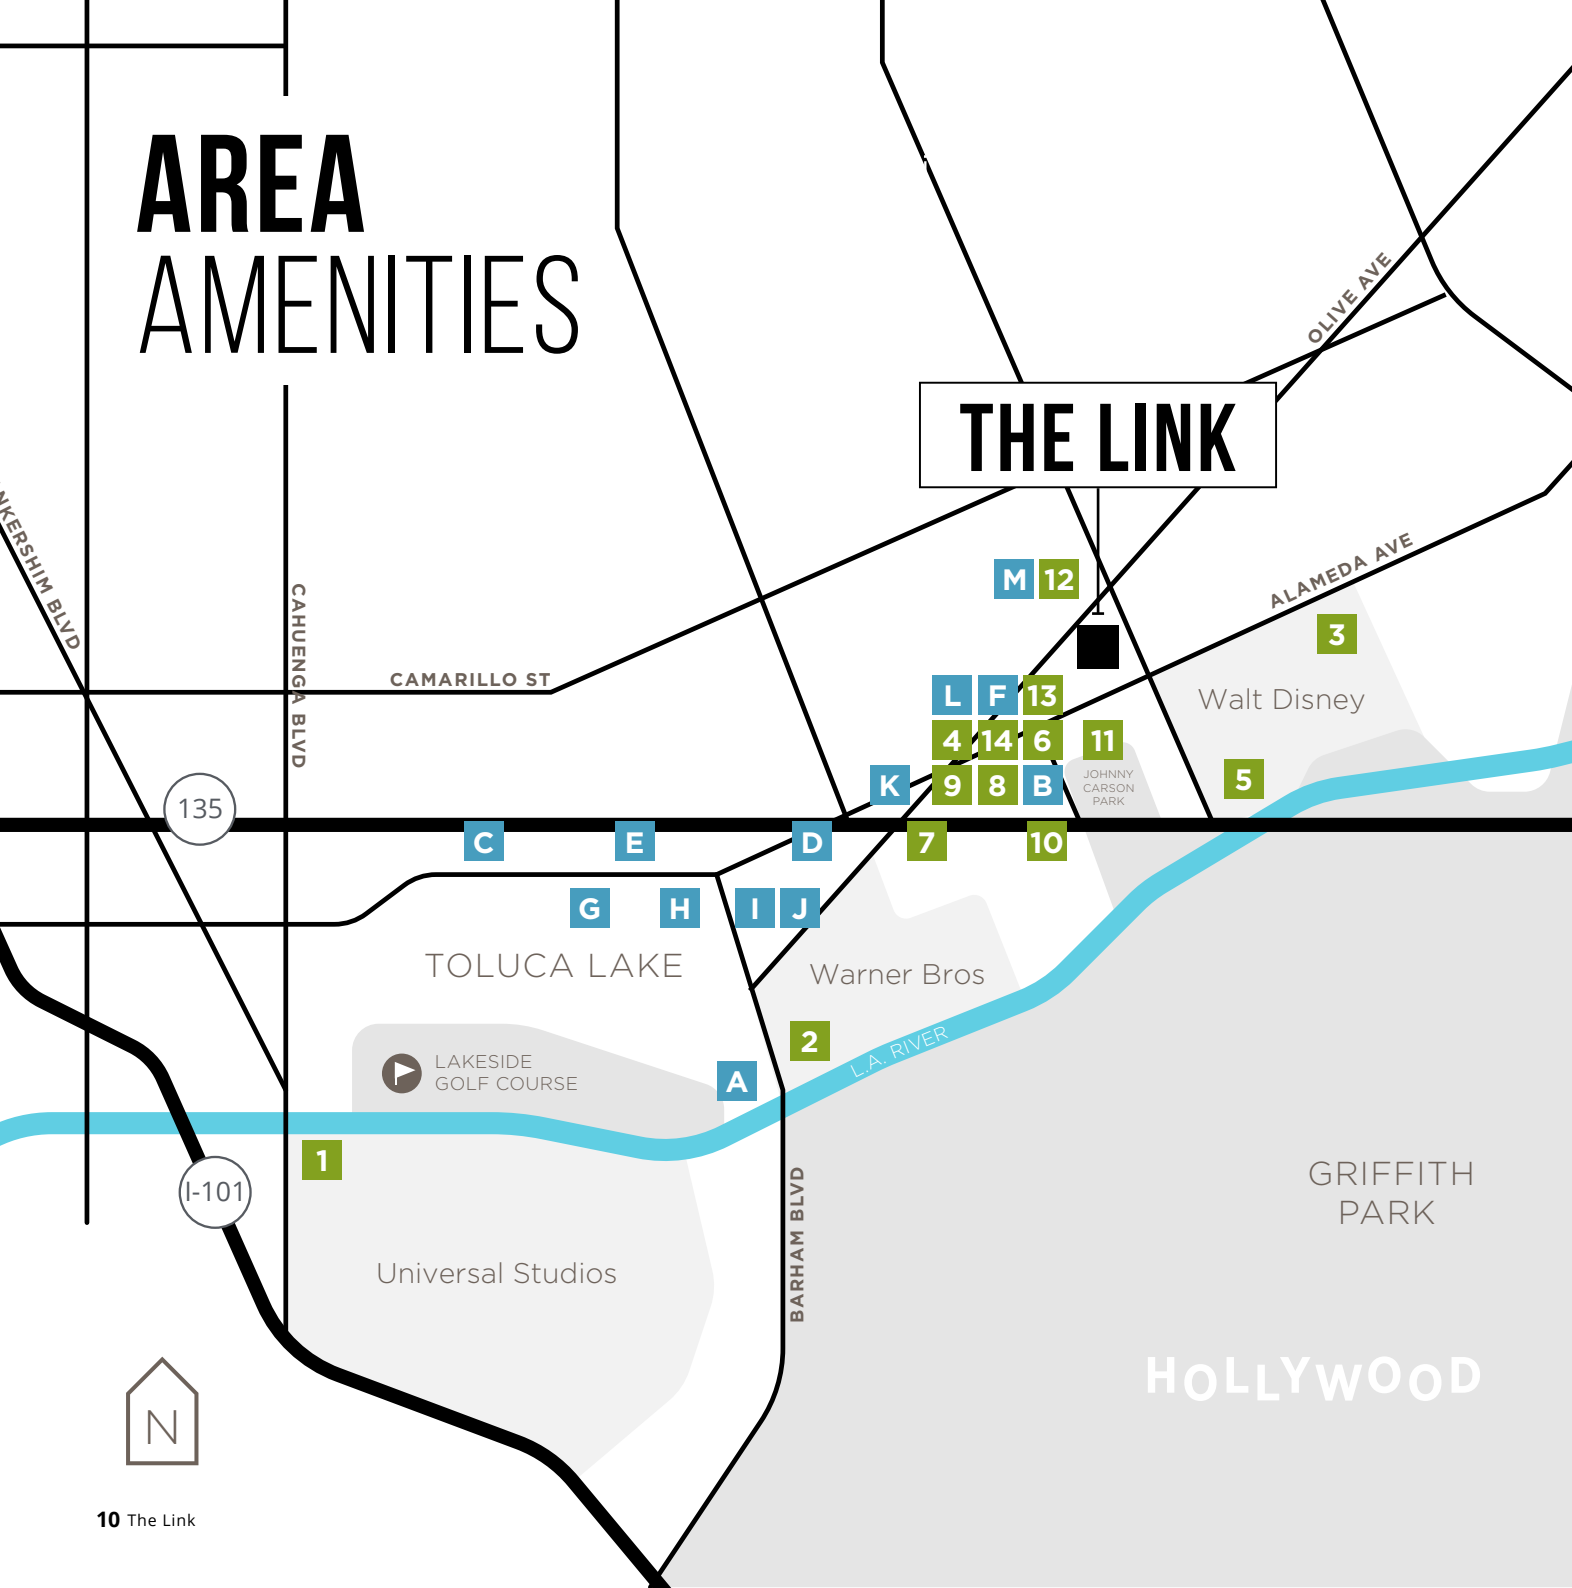 AREA
AMENITIES
OLIVE AVE
THE LINK
NKERSHIM BLVD
CAHUENGA BLVD
CAMARILLO ST
ALAMEDA AVE
M 12
3
L F 13
Walt Disney
4 14 6 11
JOHNNY
CARSON
PARK
K 9 8 B
5
135
C E D 7 10
G H I J
TOLUCA LAKE
Warner Bros
2
L.A. RIVER
LAKESIDE
GOLF COURSE
A
1
I-101
BARHAM BLVD
GRIFFITH
PARK
Universal Studios
HOLLYWOOD
N
10 The Link